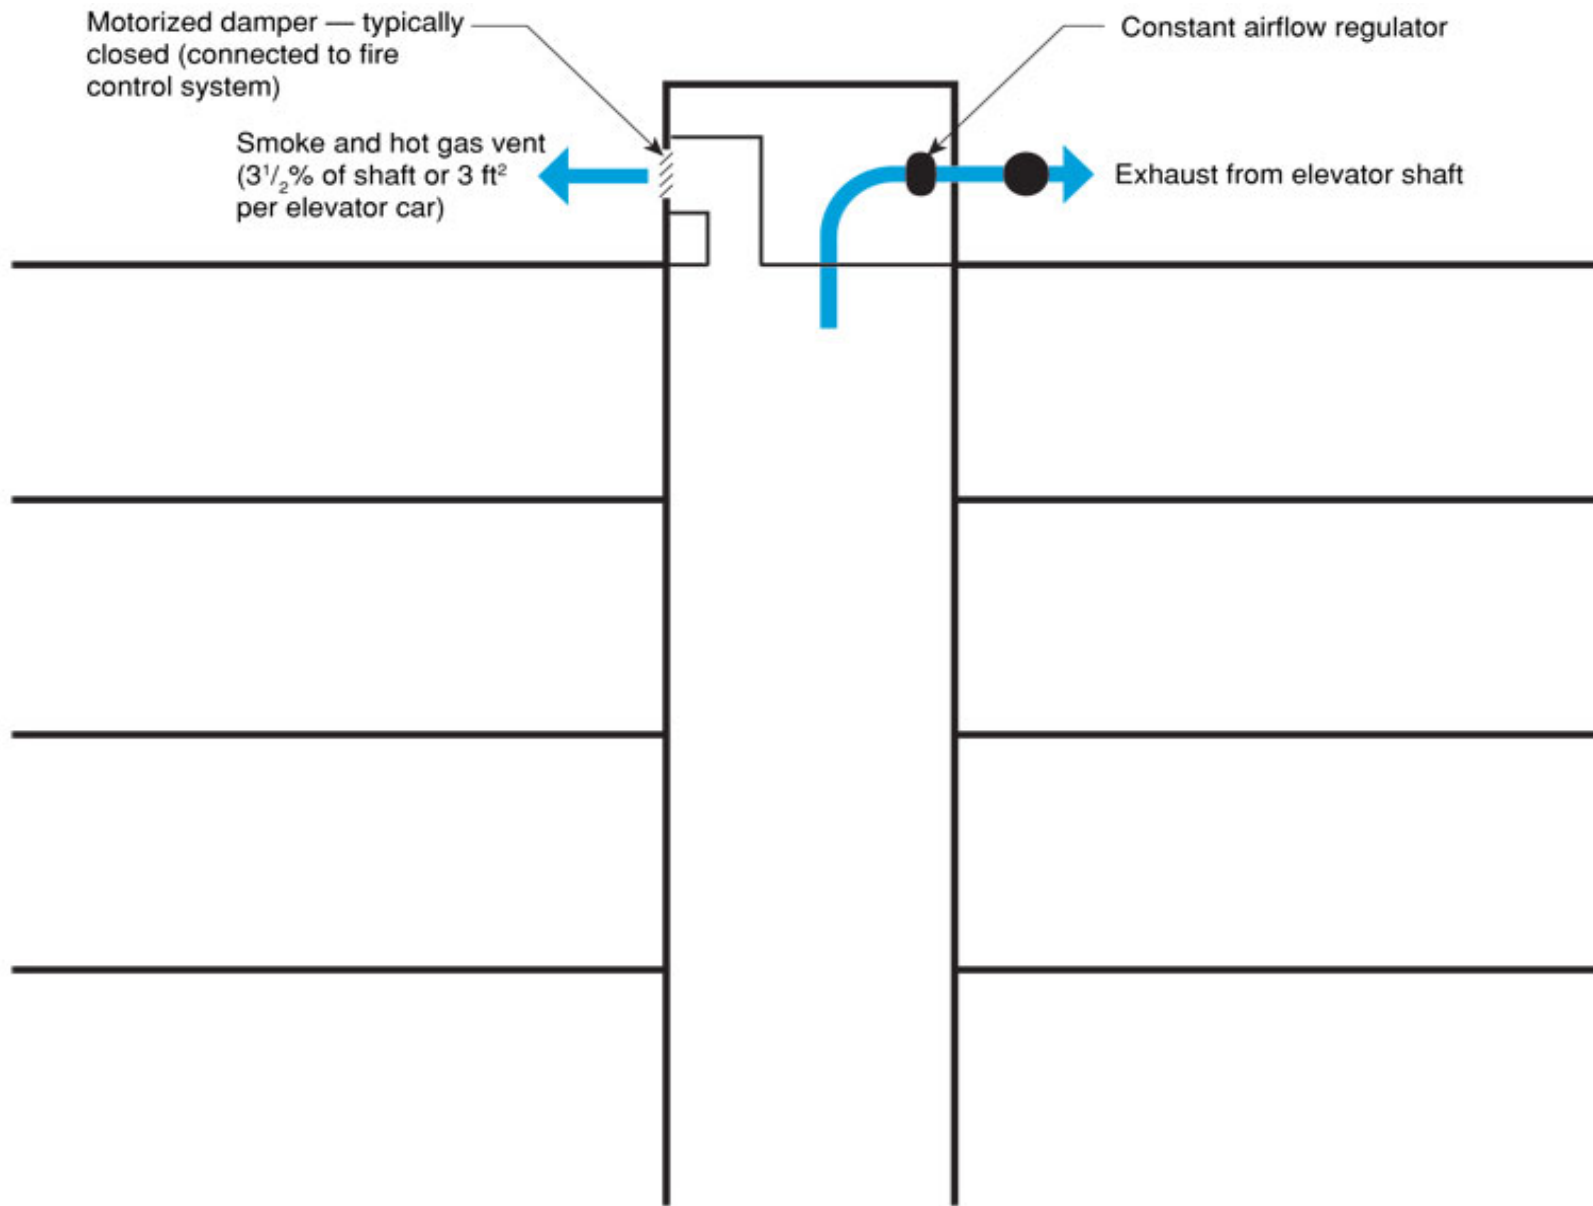 Motorized damper — typically
closed (connected to fire
control system)
Smoke and hot gas vent
(3¹/₂% of shaft or 3 ft²
per elevator car)
Constant airflow regulator
Exhaust from elevator shaft